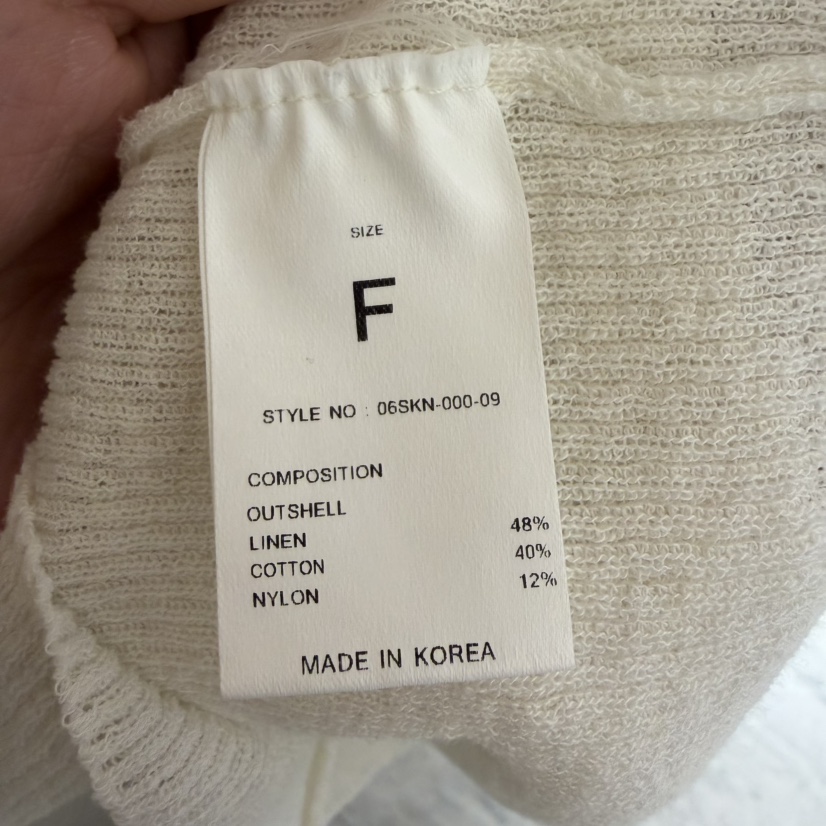 SIZE
F
STYLE NO : 06SKN-000-09
COMPOSITION
OUTSHELL
LINEN 48%
COTTON 40%
NYLON 12%
MADE IN KOREA